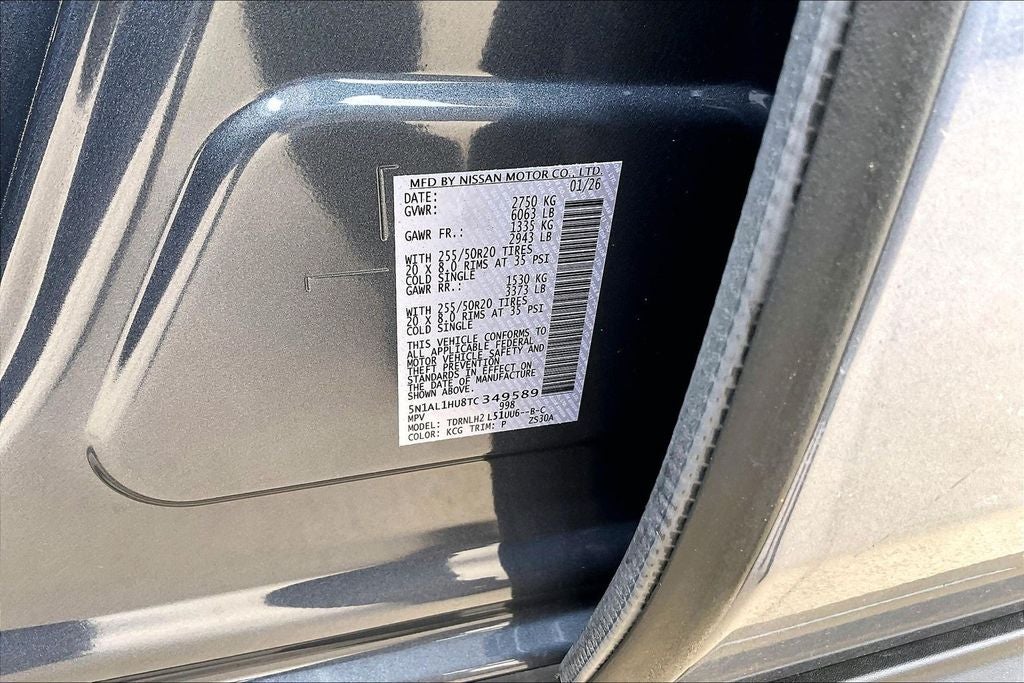 MFD BY NISSAN MOTOR CO., LTD.
DATE: 01/26
GVWR: 2750 KG
6063 LB
GAWR FR.: 1335 KG
2943 LB
WITH 255/50R20 TIRES
20 X 8.0 RIMS AT 35 PSI
COLD SINGLE
GAWR RR.: 1530 KG
3373 LB
WITH 255/50R20 TIRES
20 X 8.0 RIMS AT 35 PSI
COLD SINGLE
THIS VEHICLE CONFORMS TO
ALL APPLICABLE FEDERAL
MOTOR VEHICLE SAFETY AND
THEFT PREVENTION
STANDARDS IN EFFECT ON
THE DATE OF MANUFACTURE
SHOWN ABOVE.
5N1AL1HU8TC349589
MPV 998
MODEL: TDRNLH2 L51UU6--B-C
COLOR: KCG TRIM: P ZS30A